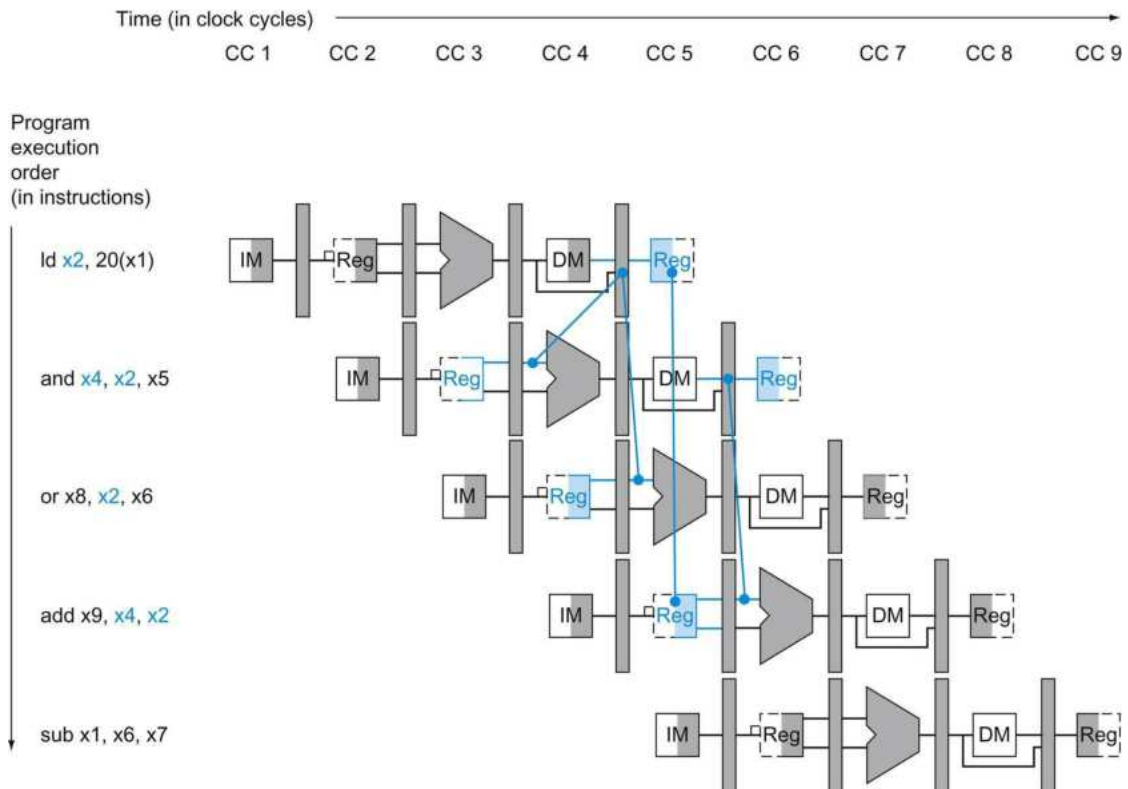 Time (in clock cycles)
CC 1 CC 2 CC 3 CC 4 CC 5 CC 6 CC 7 CC 8 CC 9
Program
execution
order
(in instructions)
ld x2, 20(x1)
IM Reg DM Reg
and x4, x2, x5
IM Reg DM Reg
or x8, x2, x6
IM Reg DM Reg
add x9, x4, x2
IM Reg DM Reg
sub x1, x6, x7
IM Reg DM Reg